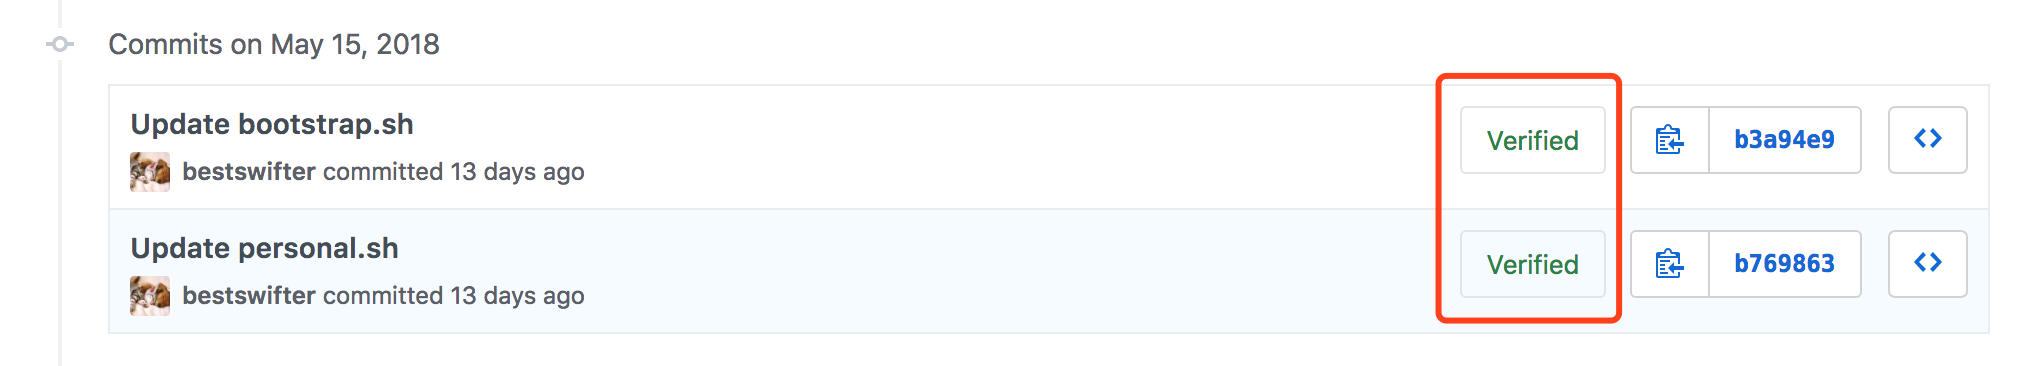 Commits on May 15, 2018
Update bootstrap.sh
Verified
b3a94e9
bestswifter committed 13 days ago
Update personal.sh
Verified
b769863
bestswifter committed 13 days ago